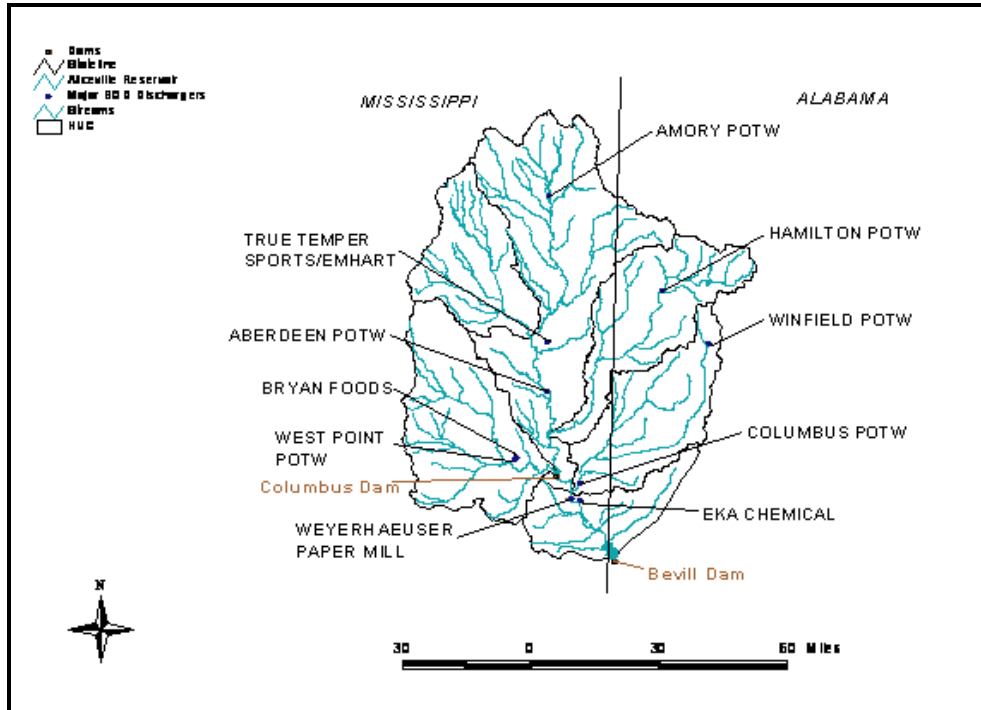 Dams
Stateline
Aliceville Reservoir
Major BOD Dischargers
Streams
HUC
MISSISSIPPI
ALABAMA
AMORY POTW
TRUE TEMPER
SPORTS/EMHART
HAMILTON POTW
ABERDEEN POTW
WINFIELD POTW
BRYAN FOODS
WEST POINT
POTW
COLUMBUS POTW
Columbus Dam
WEYERHAEUSER
PAPER MILL
EKA CHEMICAL
Bevill Dam
N
30 0 30 60 Miles